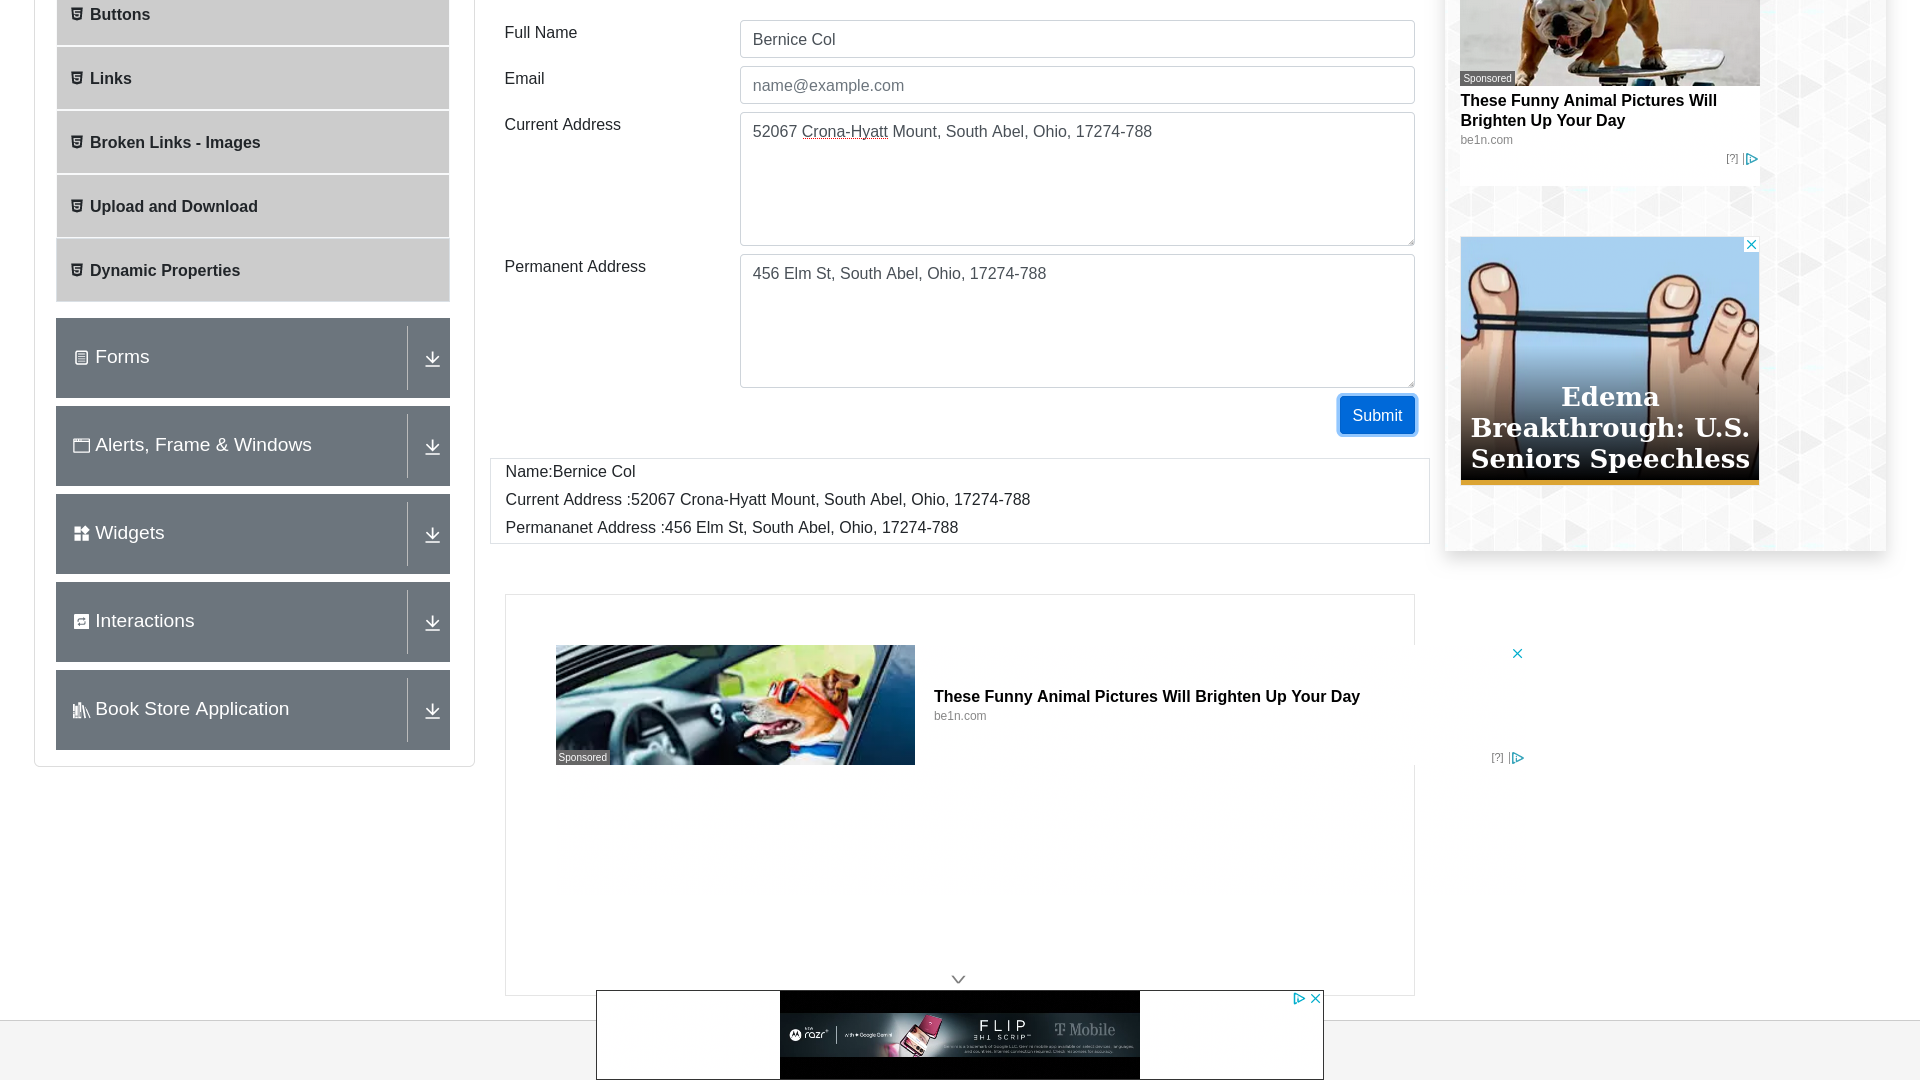 Buttons
Links
Broken Links - Images
Upload and Download
Dynamic Properties
Forms
Alerts, Frame & Windows
Widgets
Interactions
Book Store Application
Full Name
Bernice Col
Email
name@example.com
Current Address
52067 Crona-Hyatt Mount, South Abel, Ohio, 17274-788
Permanent Address
456 Elm St, South Abel, Ohio, 17274-788
Submit
Name:Bernice Col
Current Address :52067 Crona-Hyatt Mount, South Abel, Ohio, 17274-788
Permananet Address :456 Elm St, South Abel, Ohio, 17274-788
Sponsored
These Funny Animal Pictures Will Brighten Up Your Day
be1n.com
[?]
Sponsored
These Funny Animal Pictures Will
Brighten Up Your Day
be1n.com
[?]
Edema
Breakthrough: U.S.
Seniors Speechless
razr
FLIP
THE SCRIP
T Mobile